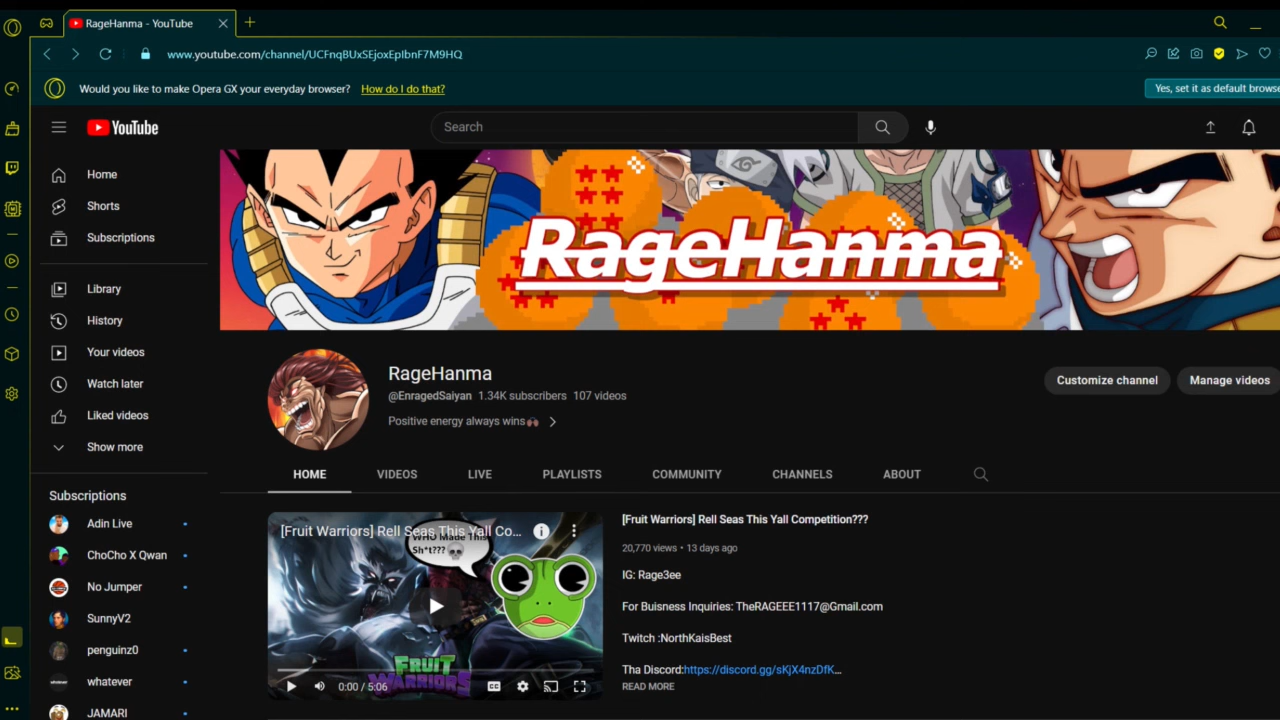 RageHanma - YouTube
www.youtube.com/channel/UCFnqBUxSEjoxEpIbnF7M9HQ
Would you like to make Opera GX your everyday browser? How do I do that?
Yes, set it as default browse
YouTube
Search
Home
Shorts
Subscriptions
Library
History
Your videos
Watch later
Liked videos
Show more
Subscriptions
Adin Live
ChoCho X Qwan
No Jumper
SunnyV2
penguinz0
whatever
JAMARI
RageHanma
RageHanma
@EnragedSaiyan 1.34K subscribers 107 videos
Positive energy always wins
Customize channel
Manage videos
HOME VIDEOS LIVE PLAYLISTS COMMUNITY CHANNELS ABOUT
[Fruit Warriors] Rell Seas This Yall Co...
WHO Made This
Sh*t???
FRUIT
WARRIORS
0:00 / 5:06
CC
[Fruit Warriors] Rell Seas This Yall Competition???
20,770 views • 13 days ago
IG: Rage3ee
For Buisness Inquiries: TheRAGEEE1117@Gmail.com
Twitch :NorthKaisBest
Tha Discord:https://discord.gg/sKjX4nzDfK...
READ MORE